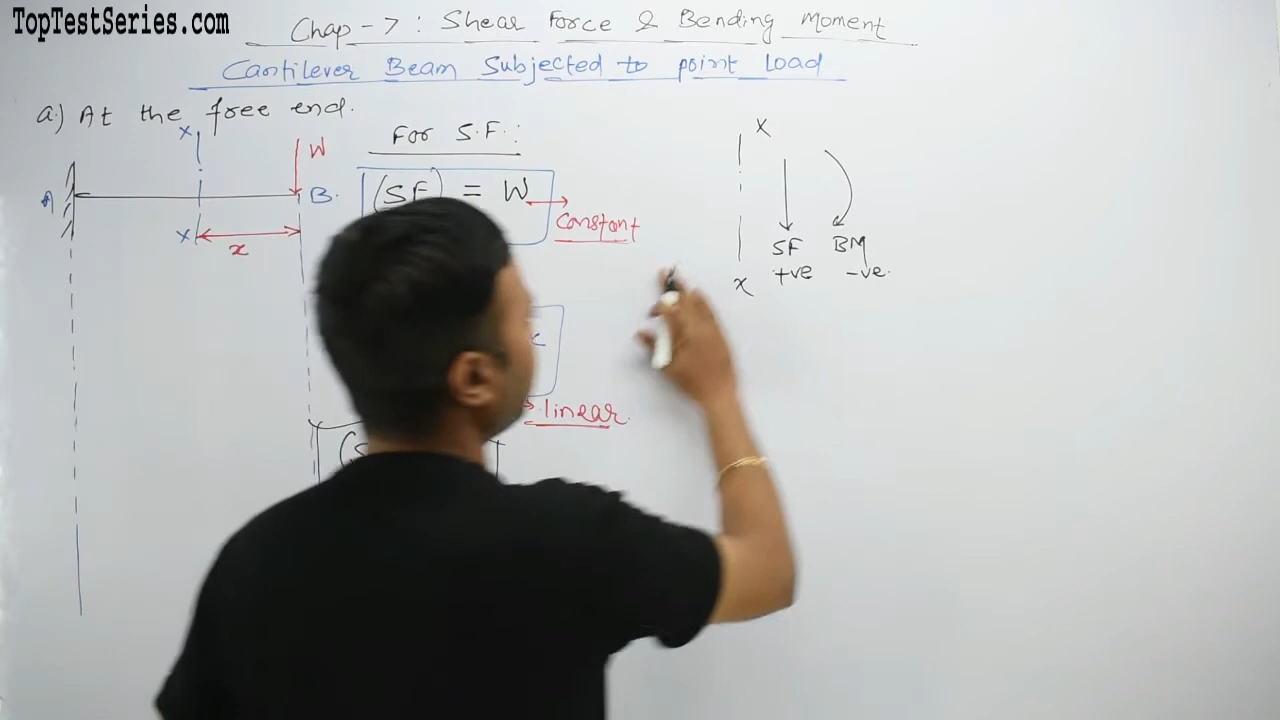 TopTestSeries.com
Chap-7: Shear Force & Bending Moment
Cantilever Beam Subjected to point Load
a.) At the free end.
X
W
A
B.
X
x
For S.F.:
(SF) = W
Constant
linear.
(S
X
SF BM
+ve -ve.
X